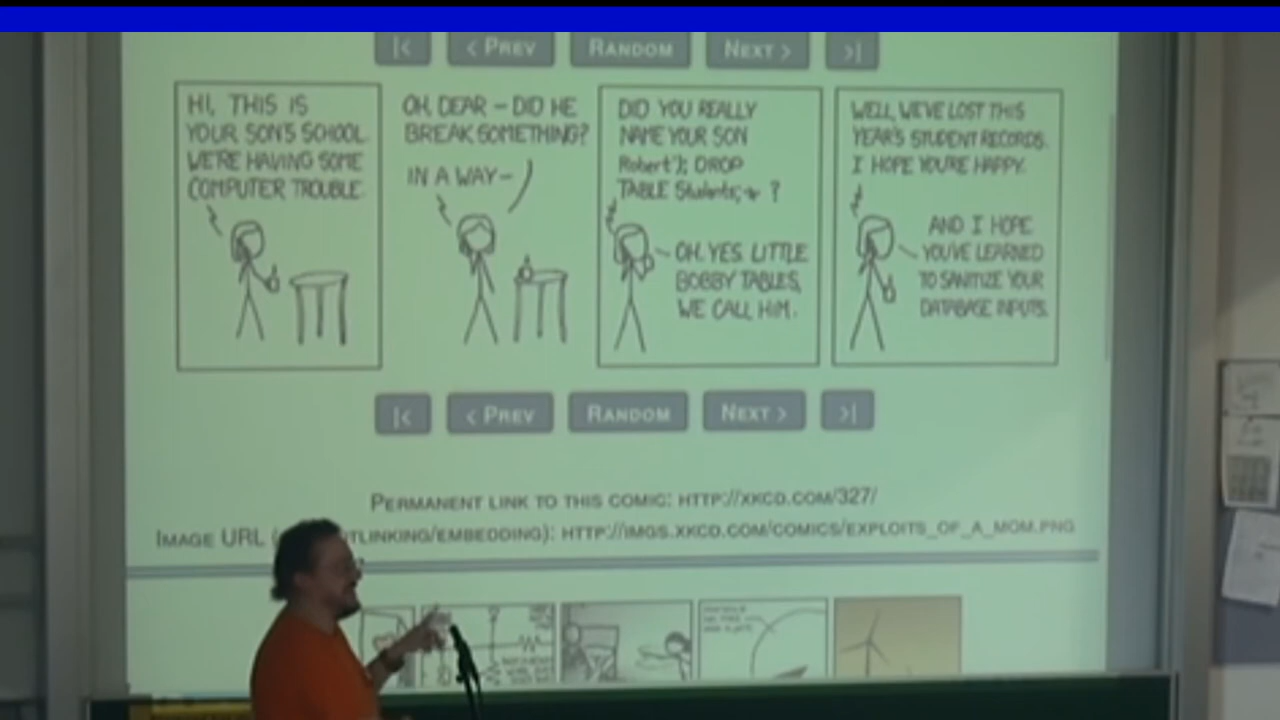 |<
< PREV
RANDOM
NEXT >
>|
HI, THIS IS
YOUR SON'S SCHOOL.
WE'RE HAVING SOME
COMPUTER TROUBLE.
OH, DEAR – DID HE
BREAK SOMETHING?
IN A WAY–
DID YOU REALLY
NAME YOUR SON
Robert'); DROP
TABLE Students;-- ?
OH. YES. LITTLE
BOBBY TABLES,
WE CALL HIM.
WELL, WE'VE LOST THIS
YEAR'S STUDENT RECORDS.
I HOPE YOU'RE HAPPY.
AND I HOPE
YOU'VE LEARNED
TO SANITIZE YOUR
DATABASE INPUTS.
|<
< PREV
RANDOM
NEXT >
>|
PERMANENT LINK TO THIS COMIC: HTTP://XKCD.COM/327/
IMAGE URL (TLINKING/EMBEDDING): HTTP://IMGS.XKCD.COM/COMICS/EXPLOITS_OF_A_MOM.PNG